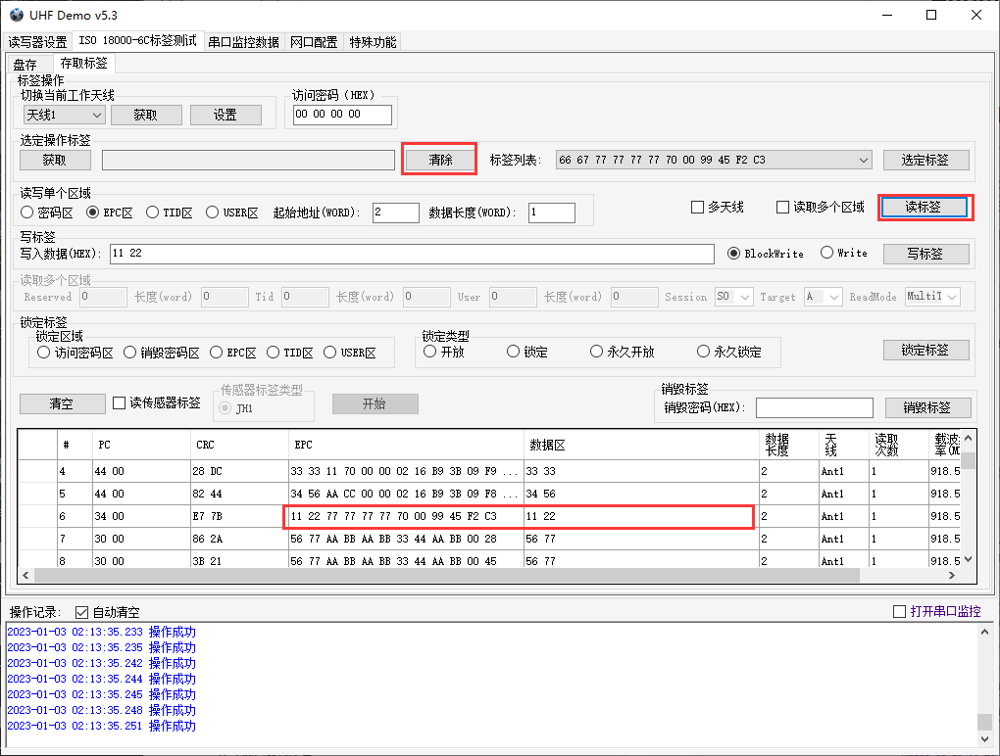 UHF Demo v5.3
读写器设置 ISO 18000-6C标签测试 串口监控数据 网口配置 特殊功能
盘存 存取标签
标签操作
切换当前工作天线 访问密码（HEX）
天线1 获取 设置 00 00 00 00
选定操作标签
获取 清除 标签列表: 66 67 77 77 77 77 70 00 99 45 F2 C3 选定标签
读写单个区域
密码区 EPC区 TID区 USER区 起始地址(WORD): 2 数据长度(WORD): 1 多天线 读取多个区域 读标签
写标签
写入数据(HEX): 11 22 BlockWrite Write 写标签
读取多个区域
Reserved 0 长度(word) 0 Tid 0 长度(word) 0 User 0 长度(word) 0 Session S0 Target A ReadMode MultiT
锁定标签
锁定区域 锁定类型
访问密码区 销毁密码区 EPC区 TID区 USER区 开放 锁定 永久开放 永久锁定 锁定标签
传感器标签类型 销毁标签
清空 读传感器标签 JH1 开始 销毁密码(HEX): 销毁标签
# PC CRC EPC 数据区 数据长度 天线 读取次数 载波
4 44 00 28 DC 33 33 11 70 00 00 02 16 B9 3B 09 F9 ... 33 33 2 Ant1 1 918.5
5 44 00 82 44 34 56 AA CC 00 00 02 16 B9 3B 09 F8 ... 34 56 2 Ant1 1 918.5
6 34 00 E7 7B 11 22 77 77 77 77 70 00 99 45 F2 C3 11 22 2 Ant1 1 918.5
7 30 00 86 2A 56 77 AA BB AA BB 33 44 AA BB 00 28 56 77 2 Ant1 1 918.5
8 30 00 3B 21 56 77 AA BB AA BB 33 44 AA BB 00 45 56 77 2 Ant1 1 918.5
操作记录: 自动清空 打开串口监控
2023-01-03 02:13:35.233 操作成功
2023-01-03 02:13:35.235 操作成功
2023-01-03 02:13:35.242 操作成功
2023-01-03 02:13:35.244 操作成功
2023-01-03 02:13:35.245 操作成功
2023-01-03 02:13:35.248 操作成功
2023-01-03 02:13:35.251 操作成功